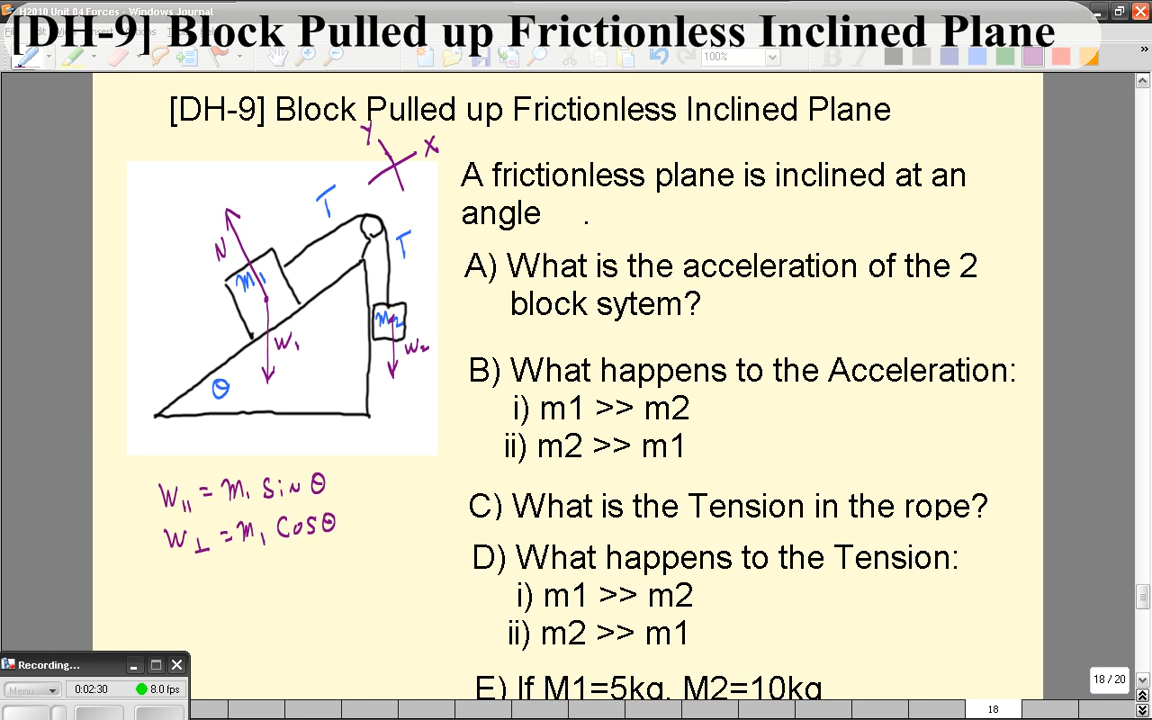 H2010 Unit 04 Forces - Windows Journal
[DH-9] Block Pulled up Frictionless Inclined Plane
100%
[DH-9] Block Pulled up Frictionless Inclined Plane
Y
X
A frictionless plane is inclined at an
angle .
T
T
N
m1
m2
W1
W2
θ
A) What is the acceleration of the 2
block sytem?
B) What happens to the Acceleration:
i) m1 >> m2
ii) m2 >> m1
W|| = m1 sin θ
W⊥ = m1 cos θ
C) What is the Tension in the rope?
D) What happens to the Tension:
i) m1 >> m2
ii) m2 >> m1
E) If M1=5kg, M2=10kg
Recording...
Menu
0:02:30
8.0 fps
18 / 20
18